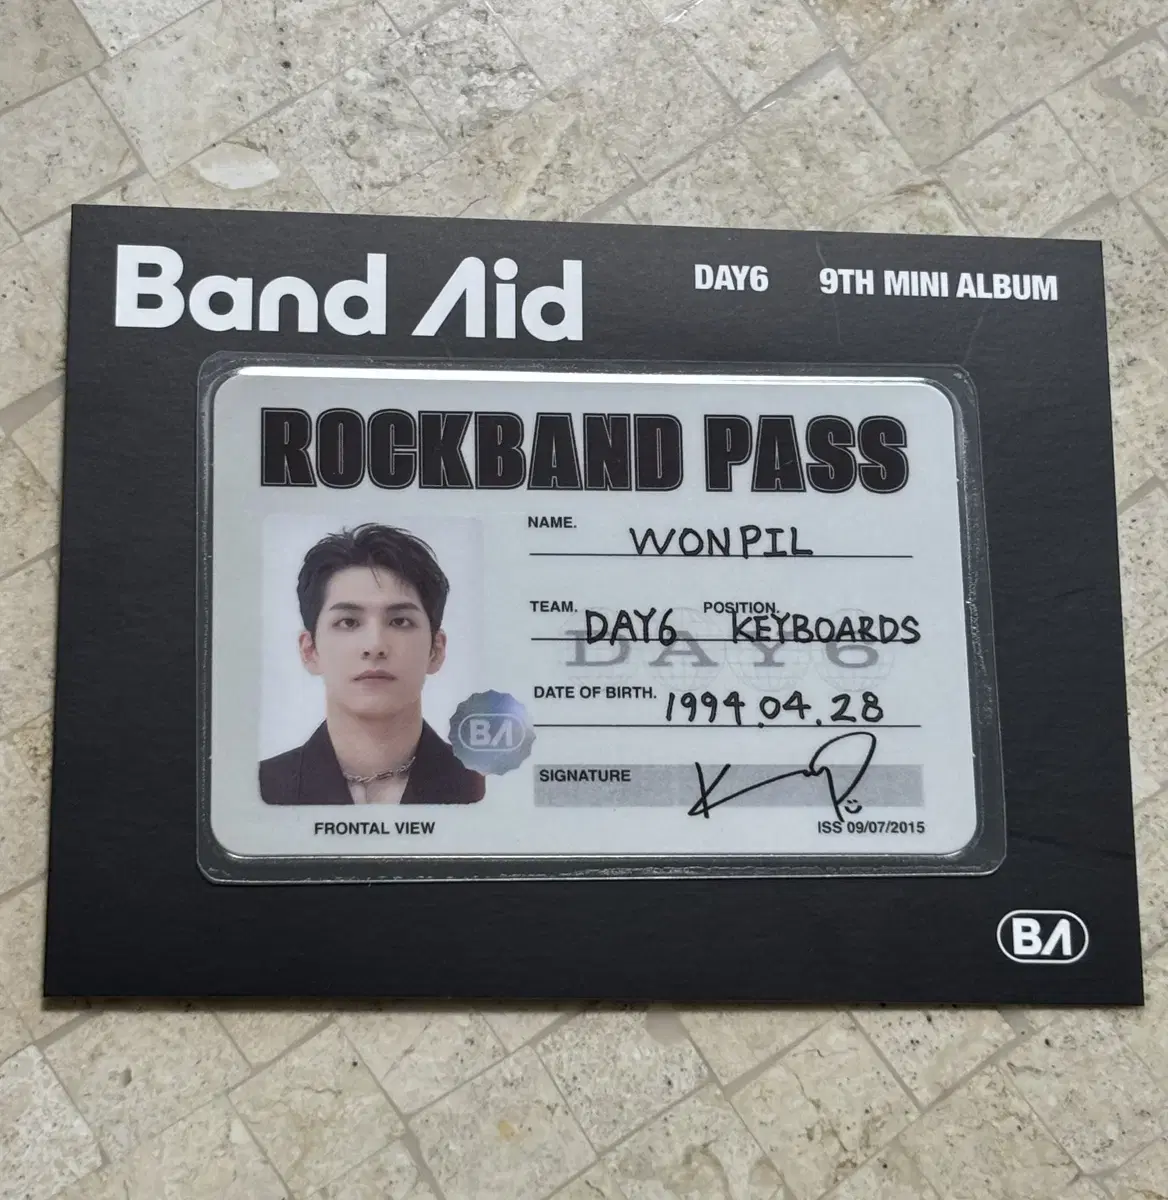 Band Aid
DAY6 9TH MINI ALBUM
ROCKBAND PASS
NAME. WONPIL
TEAM. DAY6 POSITION. KEYBOARDS
DAY6
DATE OF BIRTH. 1994.04.28
BA
SIGNATURE
FRONTAL VIEW
ISS 09/07/2015
BA